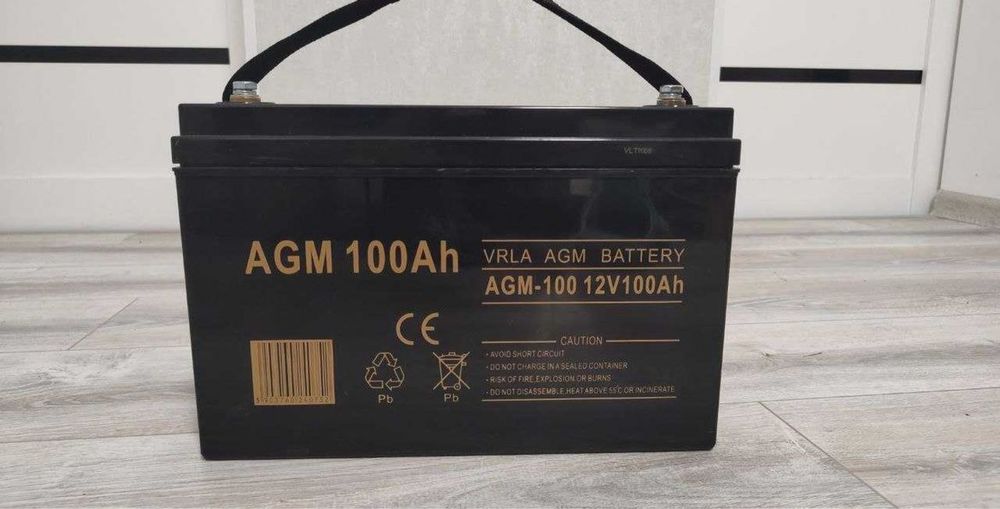 AGM 100Ah
VRLA AGM BATTERY
AGM-100 12V100Ah
CE
CAUTION
• AVOID SHORT CIRCUIT
• DO NOT CHARGE IN A SEALED CONTAINER
• RISK OF FIRE, EXPLOSION, OR BURNS
• DO NOT DISASSEMBLE, HEAT ABOVE 55°C OR INCINERATE
Pb
Pb